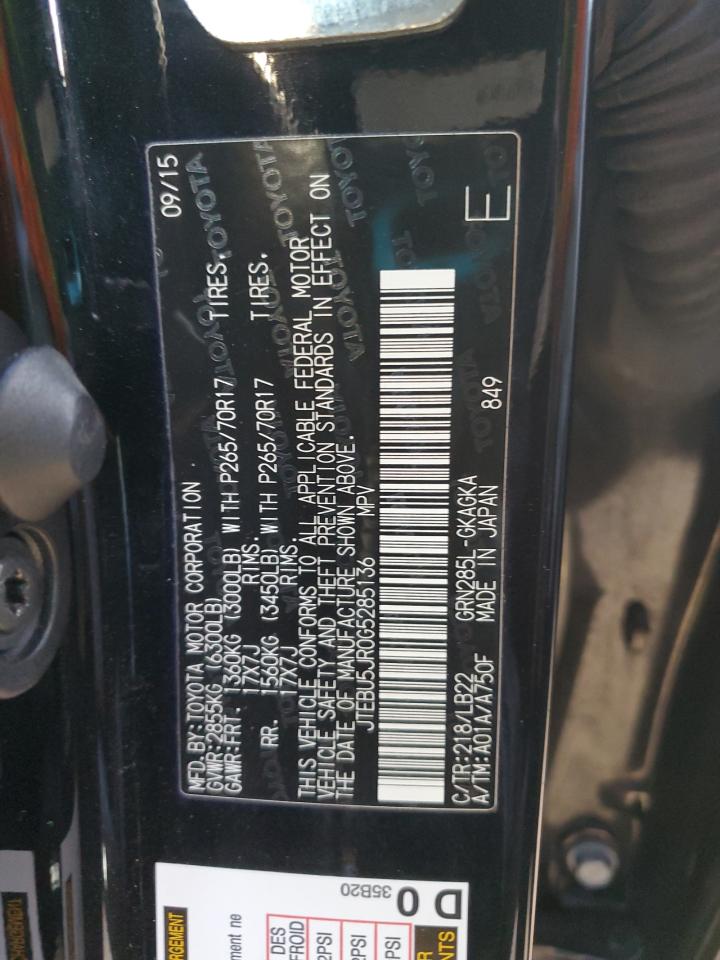 09/15
MFD. BY: TOYOTA MOTOR CORPORATION
GVWR: 2855KG (6300LB)
GAWR: FRT. 1360KG (3000LB) WITH P265/70R17 TIRES,
17X7J RIMS.
RR. 1560KG (3450LB) WITH P265/70R17 TIRES.
17X7J RIMS.
THIS VEHICLE CONFORMS TO ALL APPLICABLE FEDERAL MOTOR
VEHICLE SAFETY AND THEFT PREVENTION STANDARDS IN EFFECT ON
THE DATE OF MANUFACTURE SHOWN ABOVE.
JTEBU5JR0G5285136 MPV
C/TR: 218/LB22 GRN285L-GKAGKA 849
A/TM: A01A/A750F MADE IN JAPAN
E
35B20
D 0